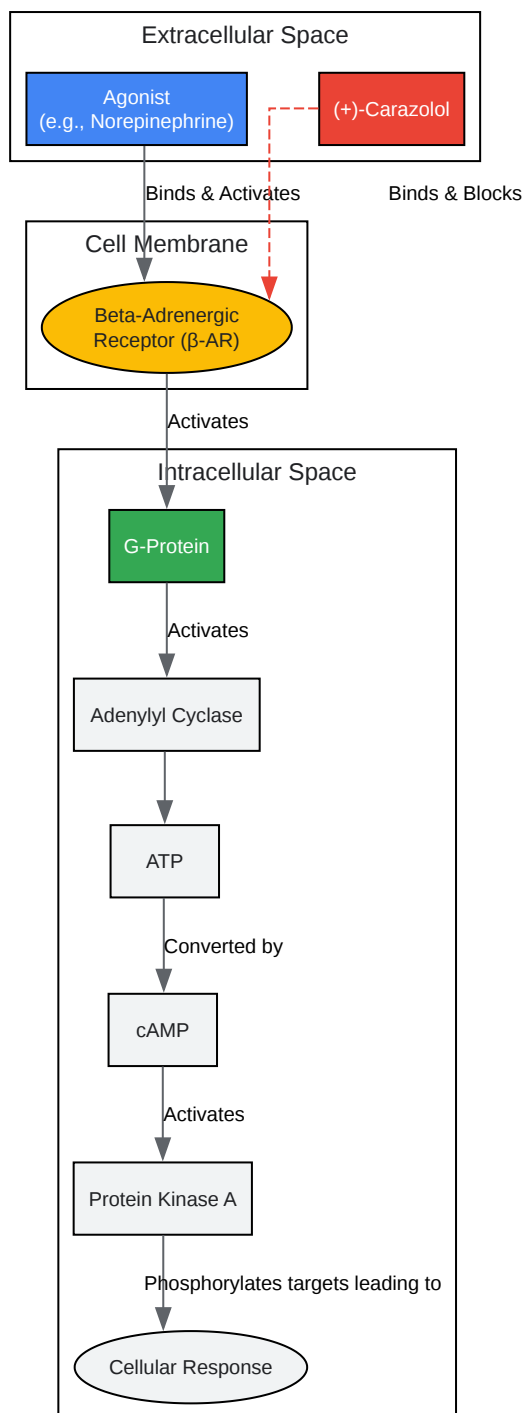 Extracellular Space
Agonist
(e.g., Norepinephrine)
(+)-Carazolol
Binds & Activates
Binds & Blocks
Cell Membrane
Beta-Adrenergic
Receptor (β-AR)
Activates
Intracellular Space
G-Protein
Activates
Adenylyl Cyclase
ATP
Converted by
cAMP
Activates
Protein Kinase A
Phosphorylates targets leading to
Cellular Response